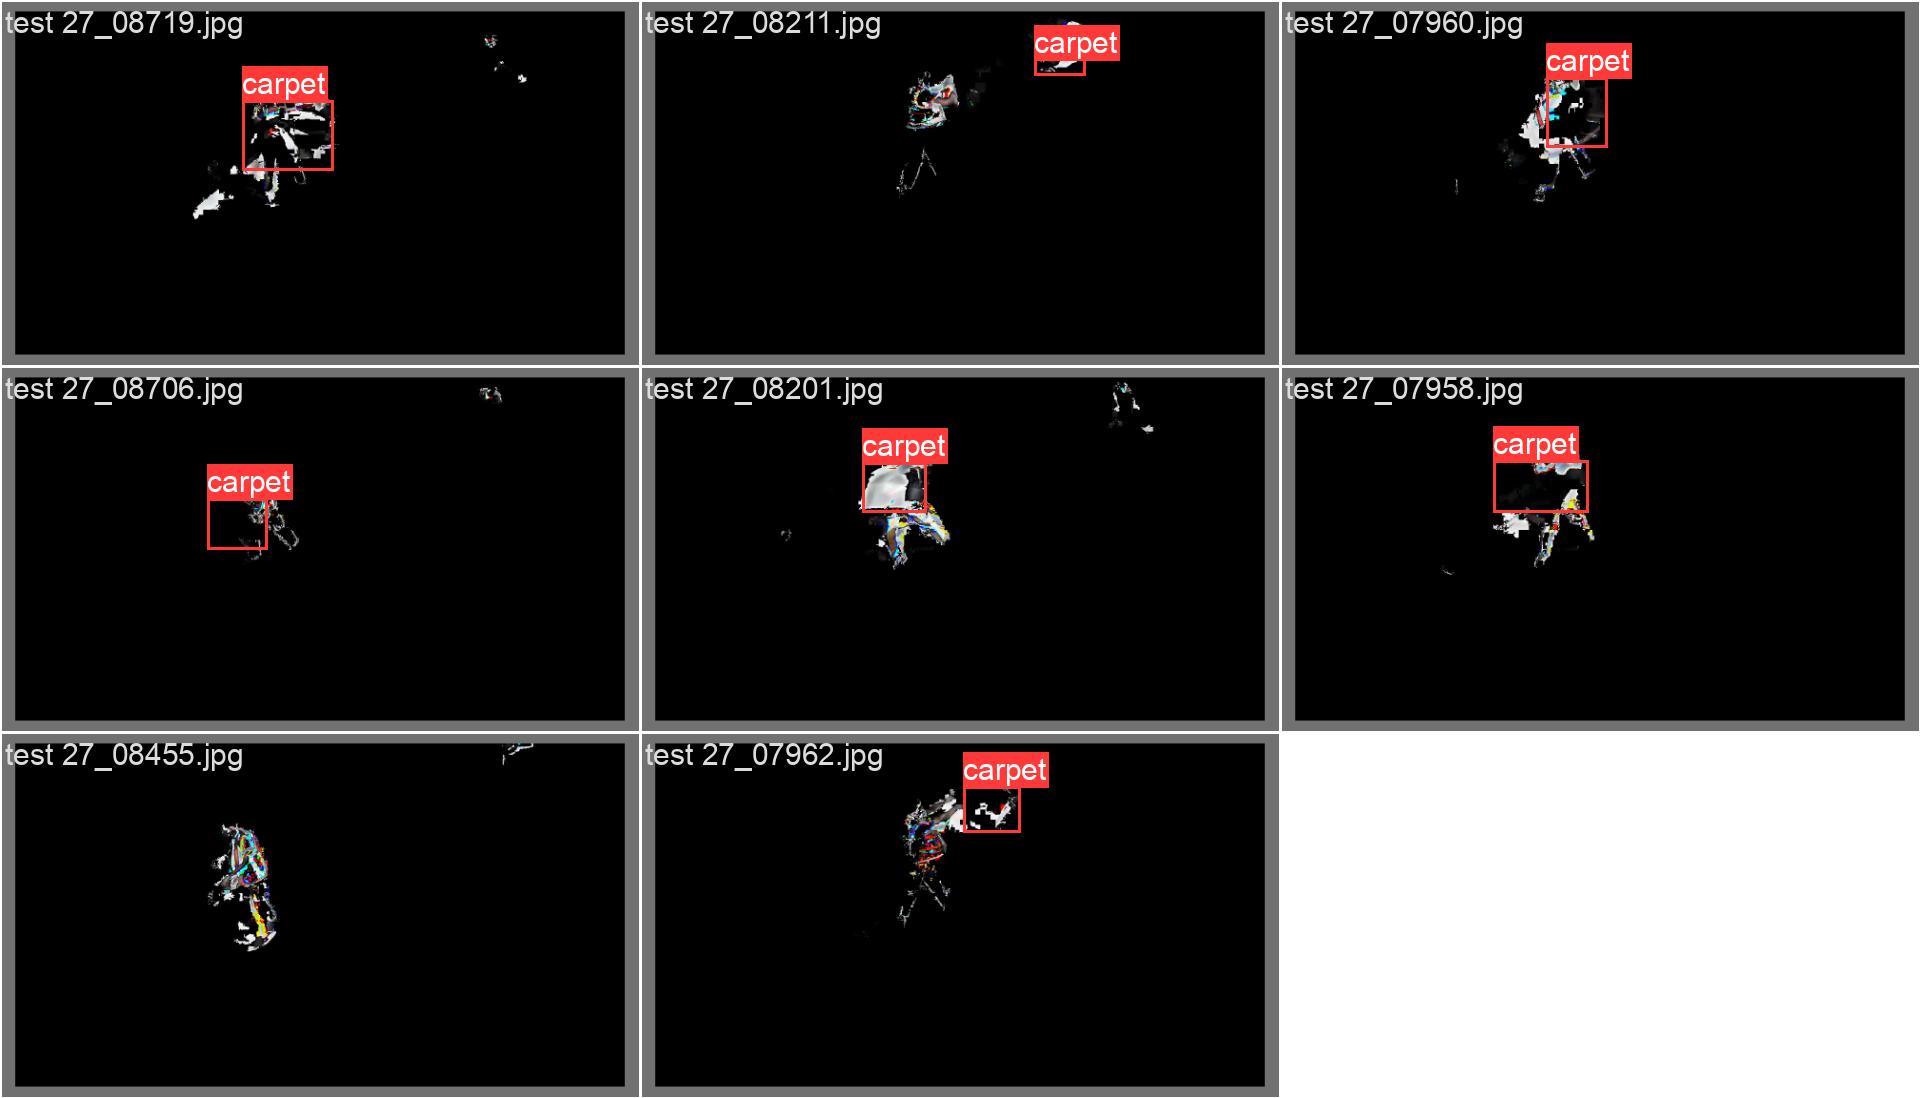 test 27_08719.jpg
carpet
test 27_08211.jpg
carpet
test 27_07960.jpg
carpet
test 27_08706.jpg
carpet
test 27_08201.jpg
carpet
test 27_07958.jpg
carpet
test 27_08455.jpg
test 27_07962.jpg
carpet